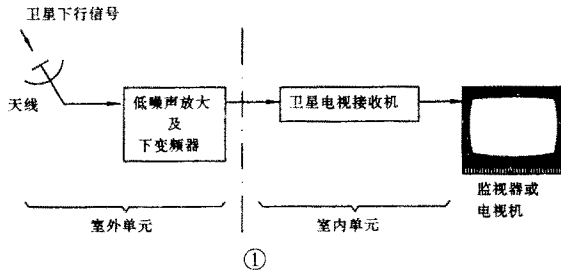 卫星下行信号
天线
低噪声放大
及
下变频器
卫星电视接收机
监视器或
电视机
室外单元
室内单元
①